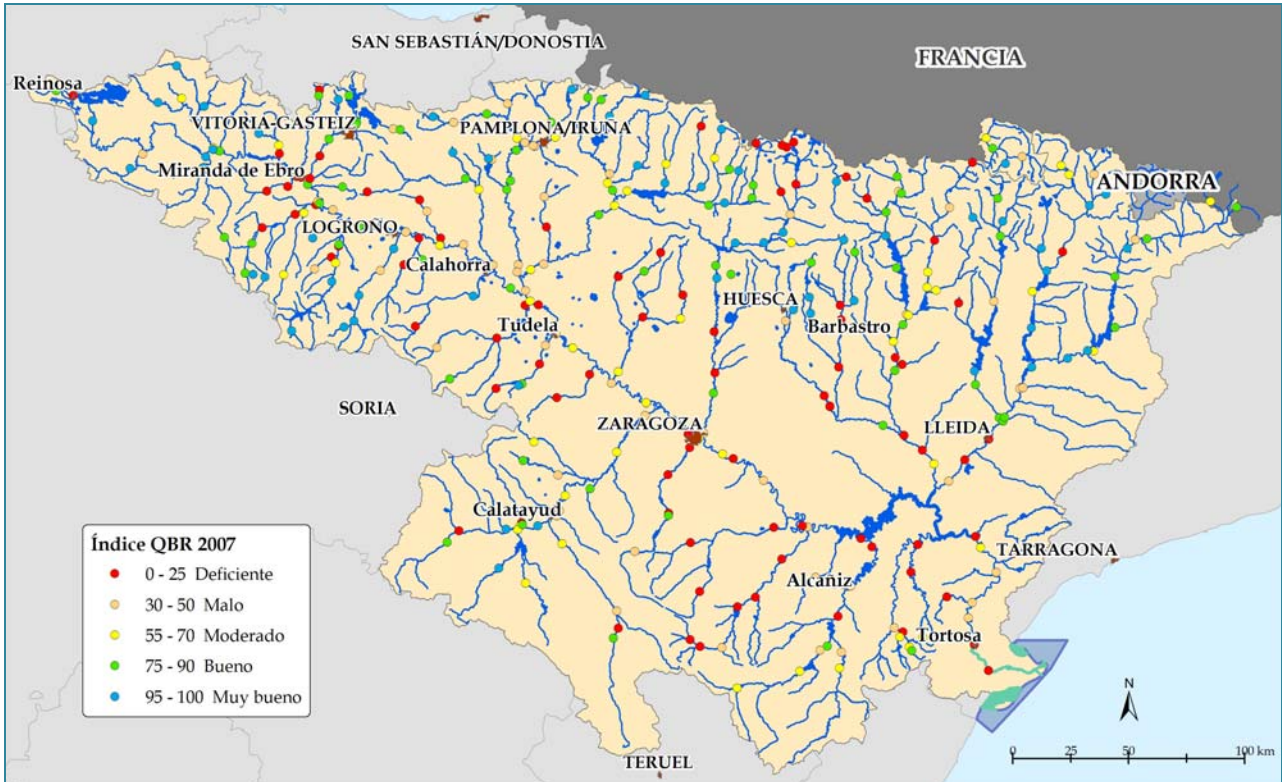 SAN SEBASTIÁN/DONOSTIA
FRANCIA
Reinosa
VITORIA-GASTEIZ
PAMPLONA/IRUNA
Miranda de Ebro
ANDORRA
LOGROÑO
Calahorra
HUESCA
Tudela
Barbastro
SORIA
ZARAGOZA
LLEIDA
Calatayud
TARRAGONA
Alcañiz
Tortosa
TERUEL
Índice QBR 2007
0 - 25 Deficiente
30 - 50 Malo
55 - 70 Moderado
75 - 90 Bueno
95 - 100 Muy bueno
N
0 25 50 100 km